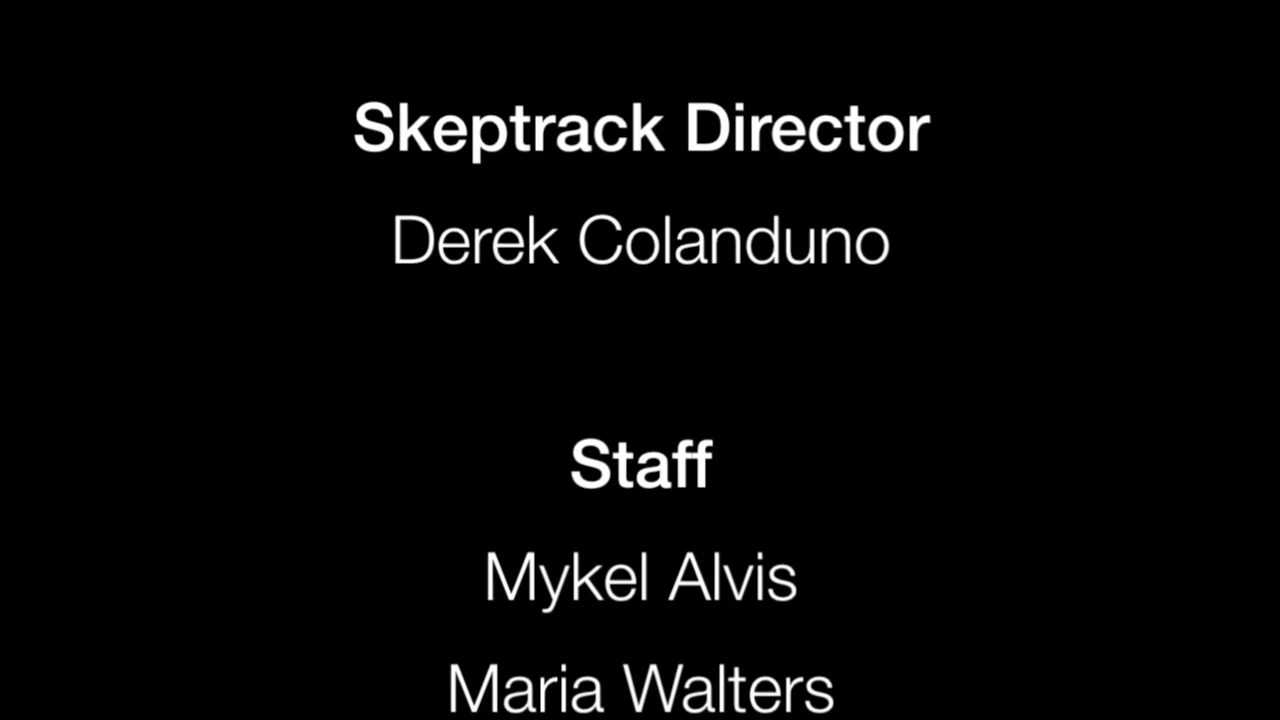 Skeptrack Director
Derek Colanduno
Staff
Mykel Alvis
Maria Walters